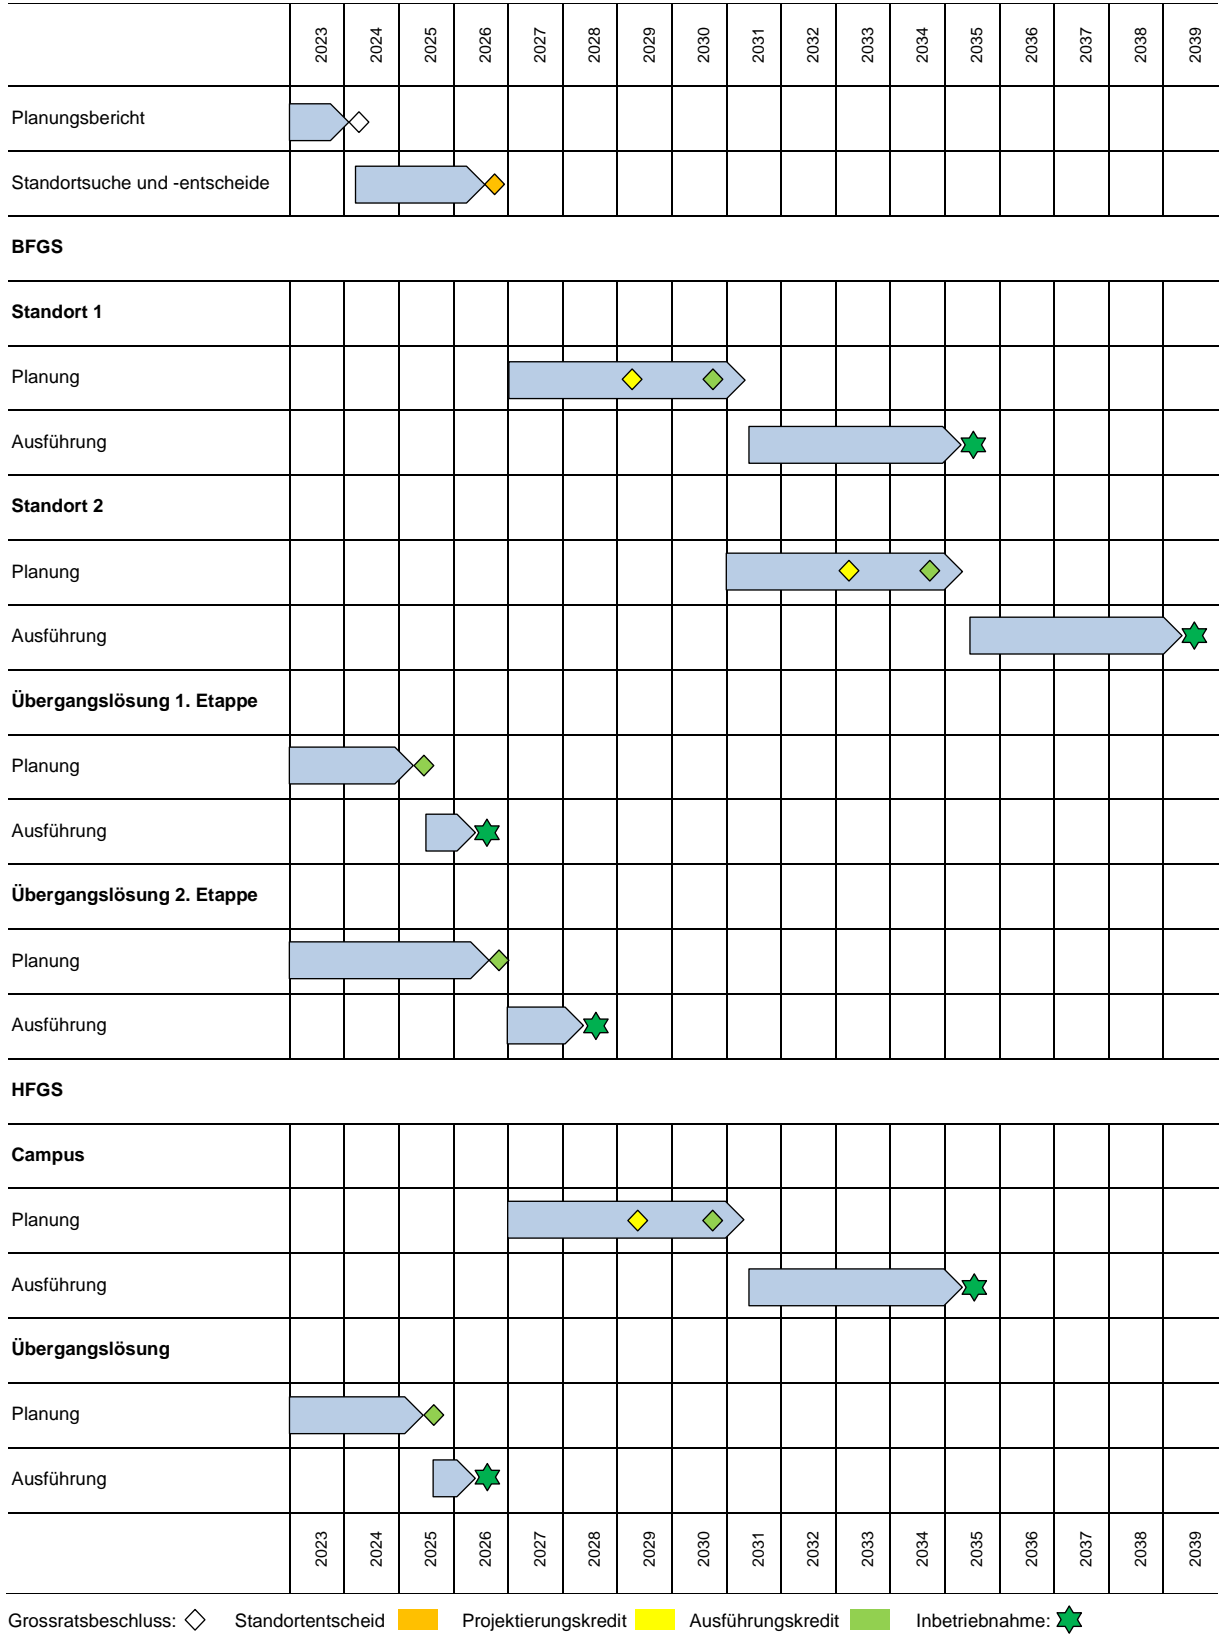 2023 2024 2025 2026 2027 2028 2029 2030 2031 2032 2033 2034 2035 2036 2037 2038 2039
Planungsbericht
Standortsuche und -entscheide
BFGS
Standort 1
Planung
Ausführung
Standort 2
Planung
Ausführung
Übergangslösung 1. Etappe
Planung
Ausführung
Übergangslösung 2. Etappe
Planung
Ausführung
HFGS
Campus
Planung
Ausführung
Übergangslösung
Planung
Ausführung
2023 2024 2025 2026 2027 2028 2029 2030 2031 2032 2033 2034 2035 2036 2037 2038 2039
Grossratsbeschluss: Standortentscheid Projektierungskredit Ausführungskredit Inbetriebnahme: